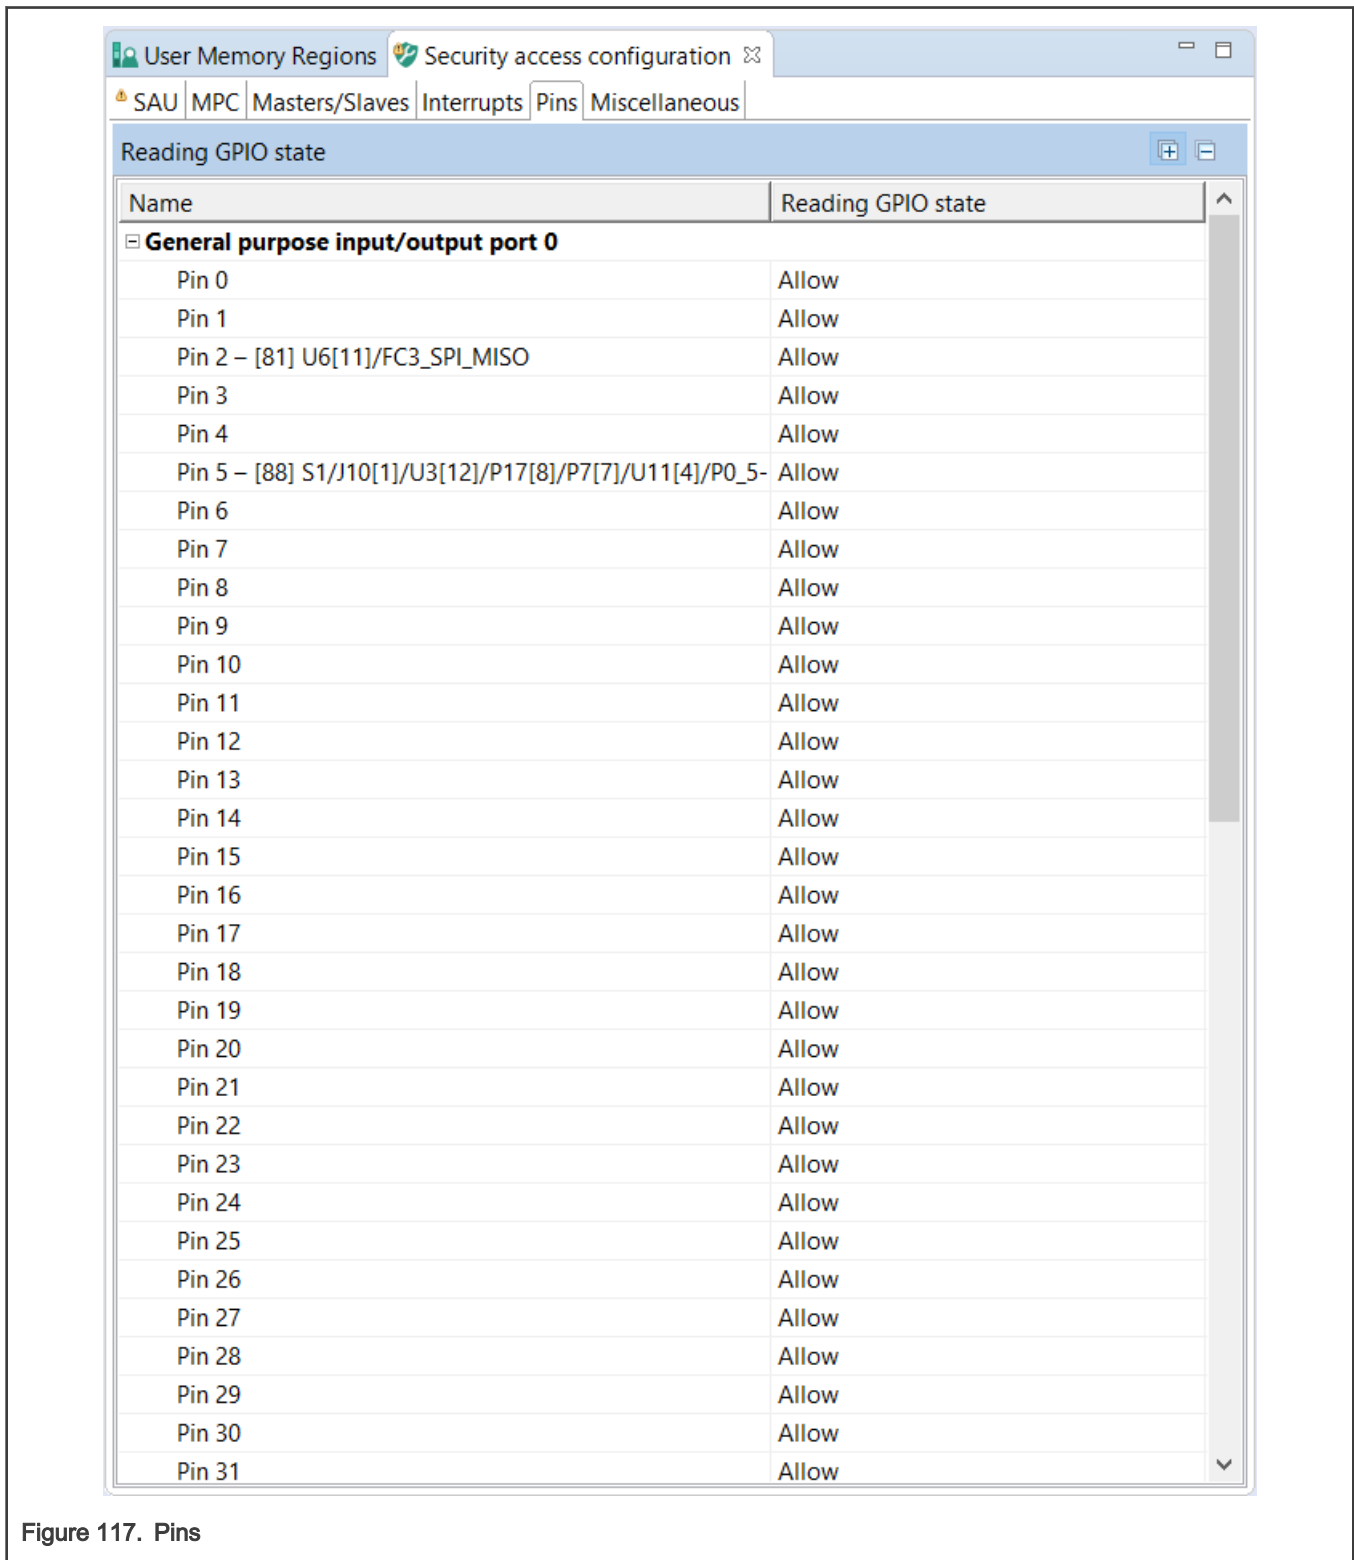 User Memory Regions Security access configuration
SAU MPC Masters/Slaves Interrupts Pins Miscellaneous
Reading GPIO state
Name Reading GPIO state
General purpose input/output port 0
Pin 0 Allow
Pin 1 Allow
Pin 2 – [81] U6[11]/FC3_SPI_MISO Allow
Pin 3 Allow
Pin 4 Allow
Pin 5 – [88] S1/J10[1]/U3[12]/P17[8]/P7[7]/U11[4]/P0_5- Allow
Pin 6 Allow
Pin 7 Allow
Pin 8 Allow
Pin 9 Allow
Pin 10 Allow
Pin 11 Allow
Pin 12 Allow
Pin 13 Allow
Pin 14 Allow
Pin 15 Allow
Pin 16 Allow
Pin 17 Allow
Pin 18 Allow
Pin 19 Allow
Pin 20 Allow
Pin 21 Allow
Pin 22 Allow
Pin 23 Allow
Pin 24 Allow
Pin 25 Allow
Pin 26 Allow
Pin 27 Allow
Pin 28 Allow
Pin 29 Allow
Pin 30 Allow
Pin 31 Allow
Figure 117. Pins